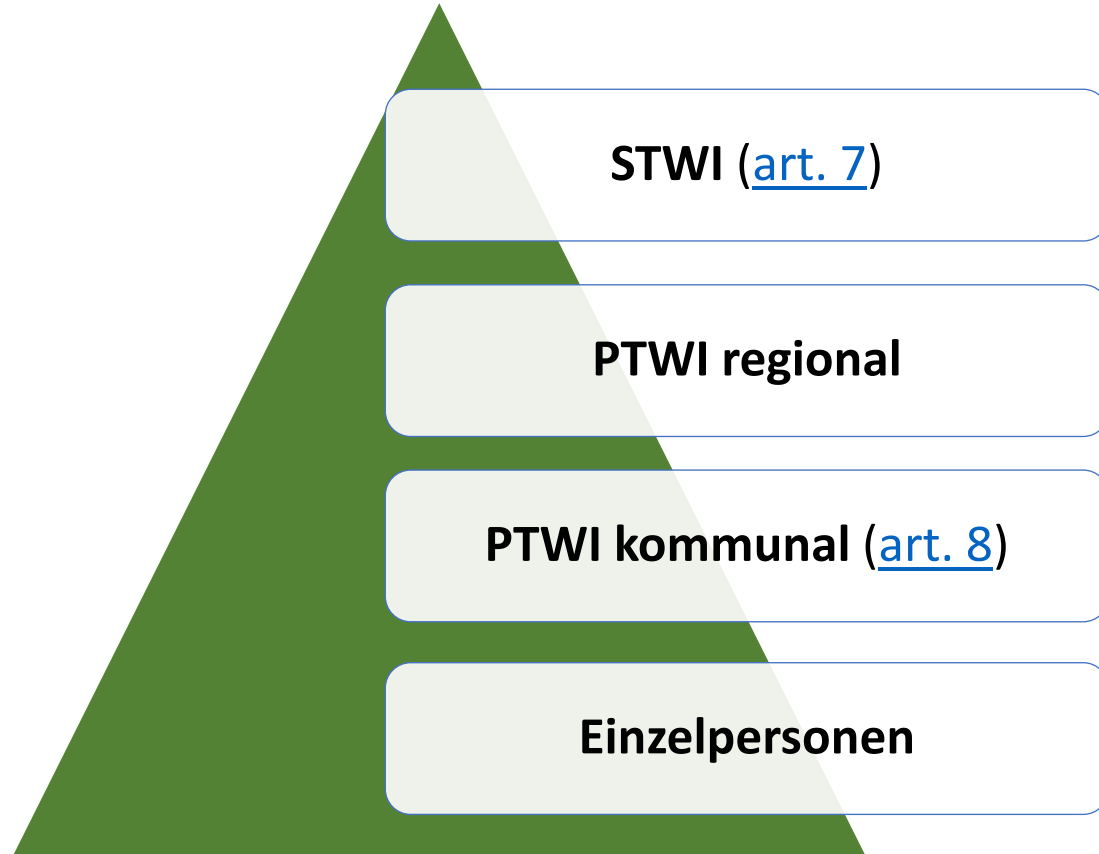 STWI (art. 7)
PTWI regional
PTWI kommunal (art. 8)
Einzelpersonen